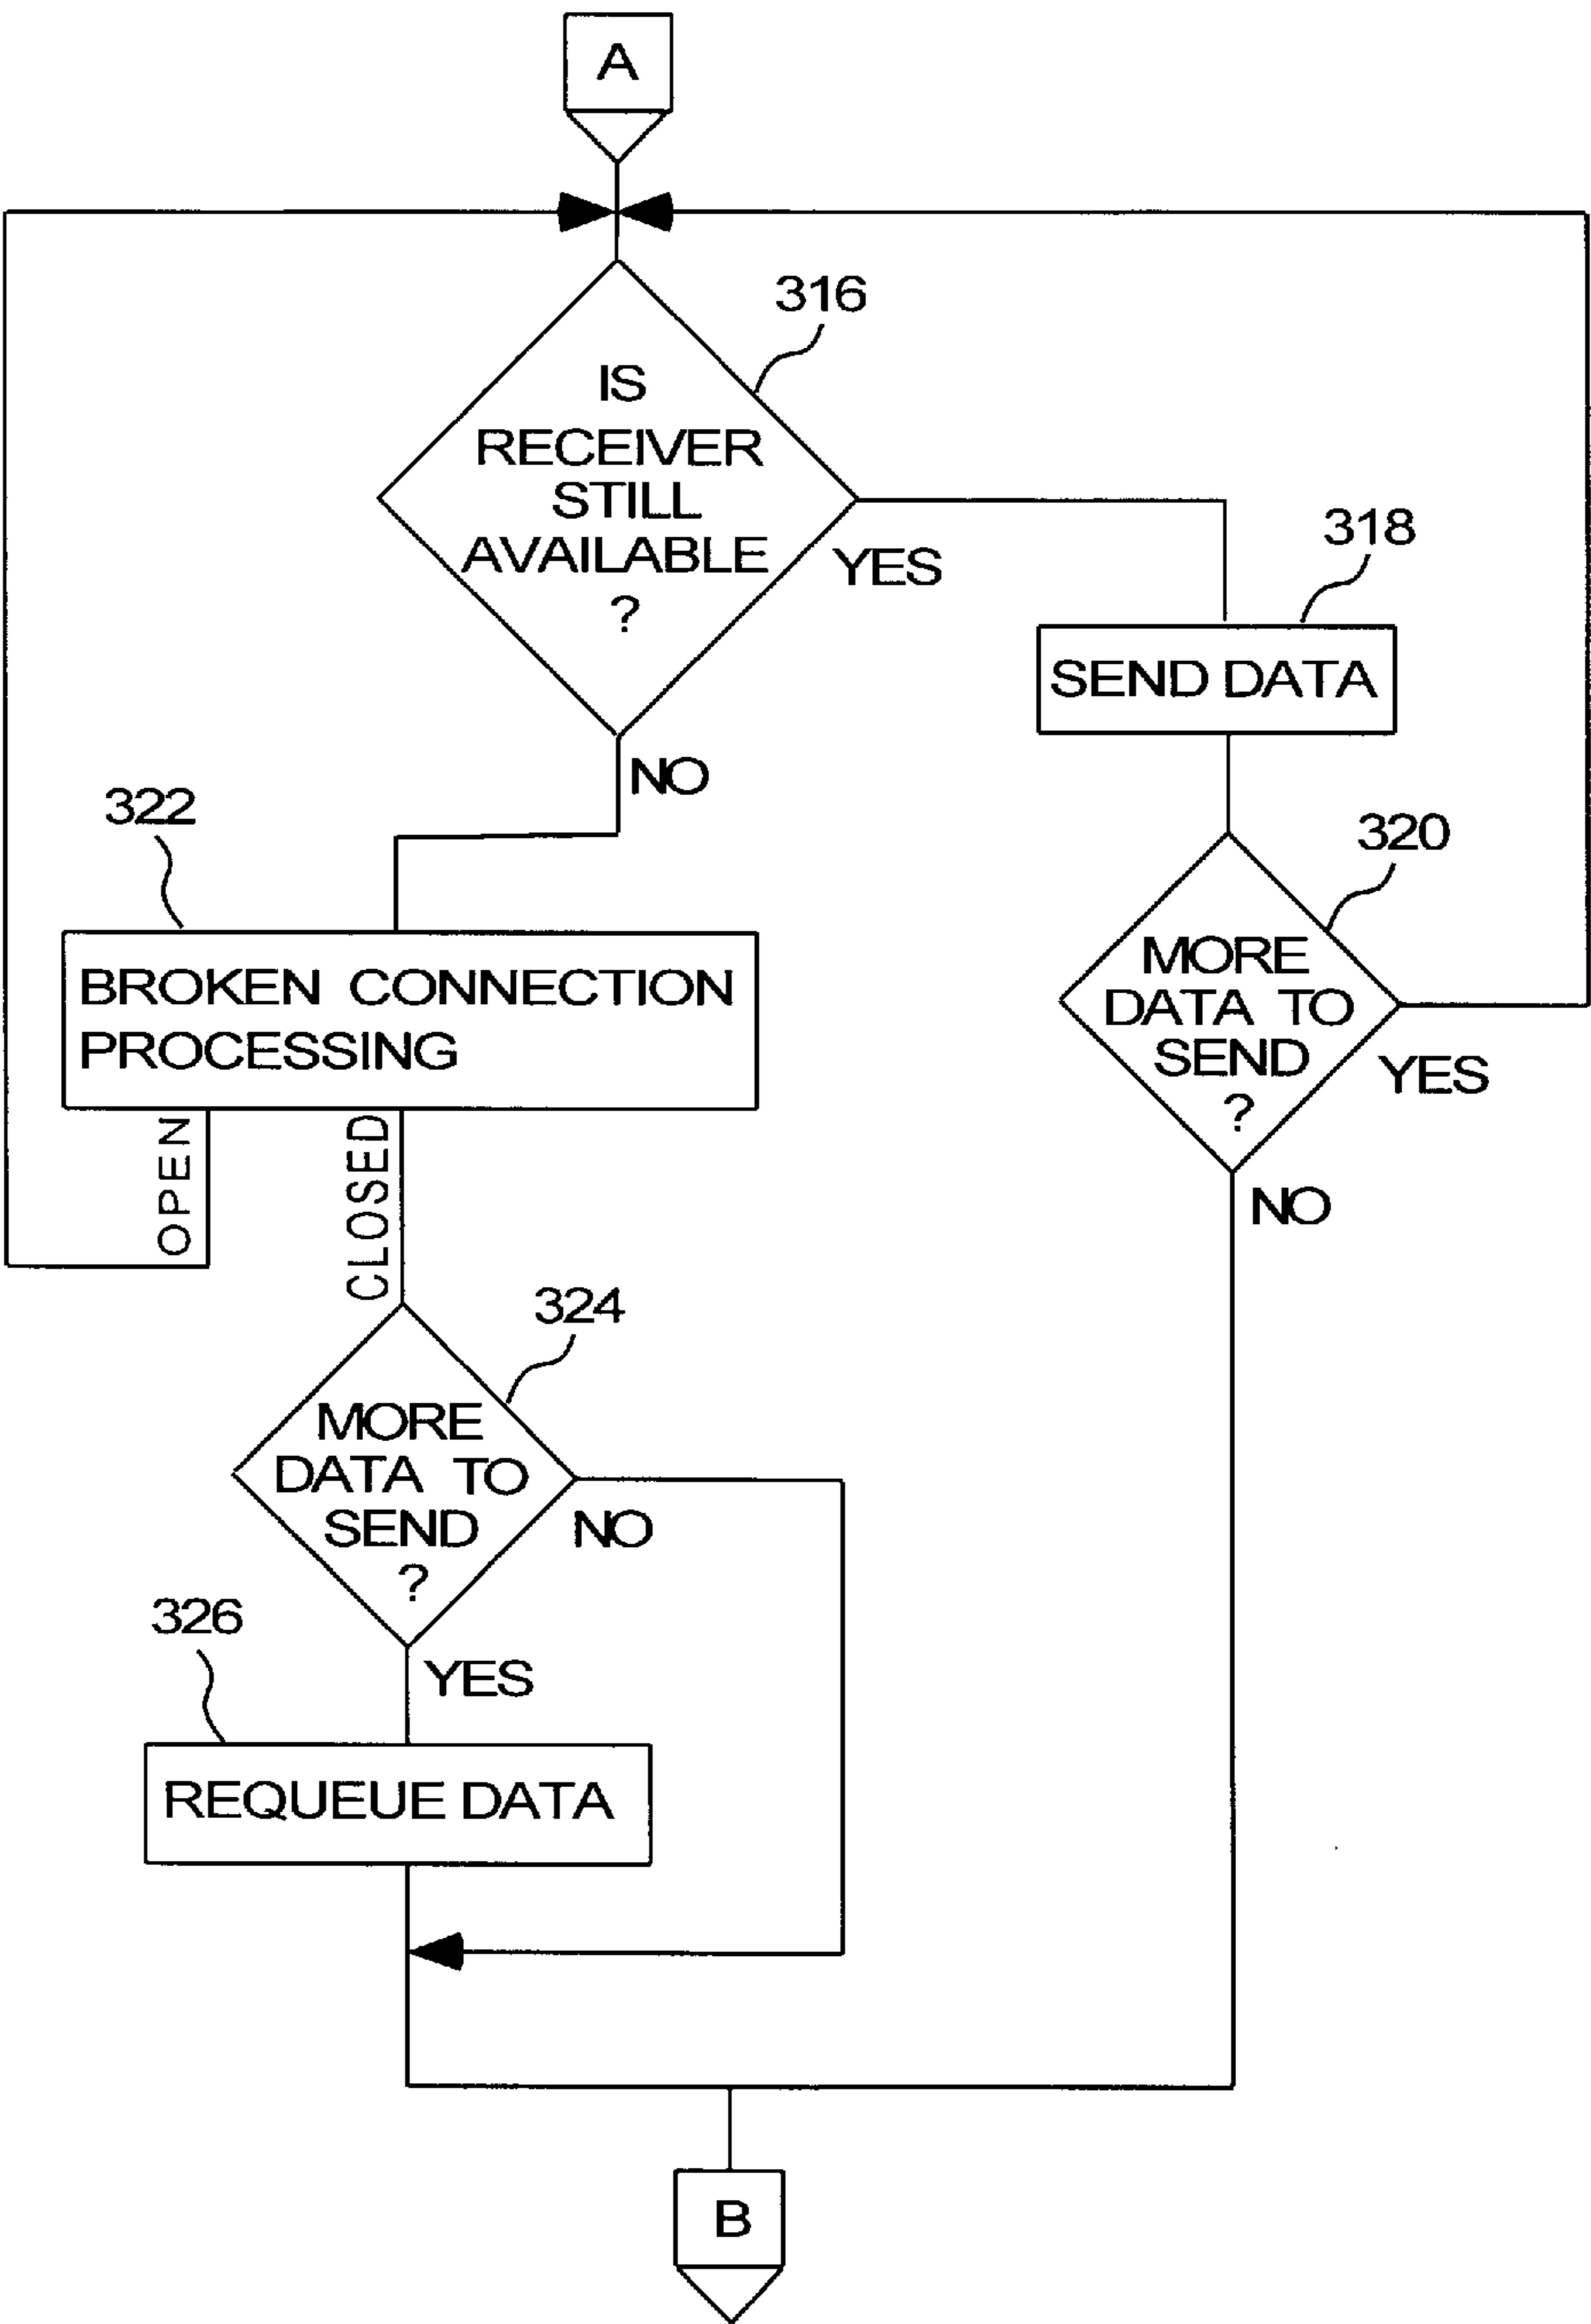 A
316
IS
RECEIVER
STILL
AVAILABLE
?
YES
NO
318
SEND DATA
320
MORE
DATA TO
SEND
?
YES
NO
322
BROKEN CONNECTION
PROCESSING
OPEN
CLOSED
324
MORE
DATA TO
SEND
?
NO
YES
326
REQUEUE DATA
B